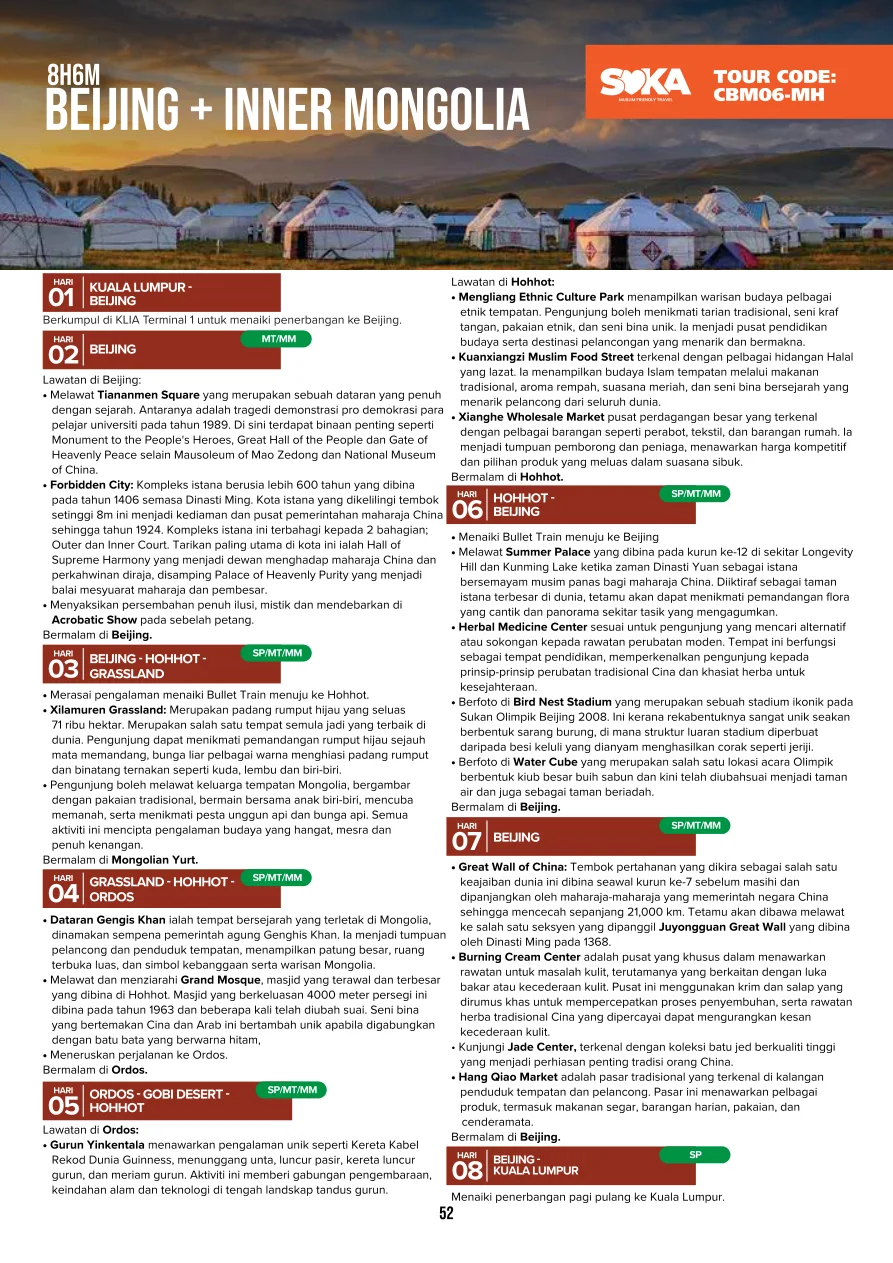 8H6M
BEIJING + INNER MONGOLIA
SOKA
MUSLIM FRIENDLY TRAVEL
TOUR CODE:
CBM06-MH
HARI
01
KUALA LUMPUR -
BEIJING
Berkumpul di KLIA Terminal 1 untuk menaiki penerbangan ke Beijing.
HARI
02
BEIJING
MT/MM
Lawatan di Beijing:
• Melawat Tiananmen Square yang merupakan sebuah dataran yang penuh
dengan sejarah. Antaranya adalah tragedi demonstrasi pro demokrasi para
pelajar universiti pada tahun 1989. Di sini terdapat binaan penting seperti
Monument to the People's Heroes, Great Hall of the People dan Gate of
Heavenly Peace selain Mausoleum of Mao Zedong dan National Museum
of China.
• Forbidden City: Kompleks istana berusia lebih 600 tahun yang dibina
pada tahun 1406 semasa Dinasti Ming. Kota istana yang dikelilingi tembok
setinggi 8m ini menjadi kediaman dan pusat pemerintahan maharaja China
sehingga tahun 1924. Kompleks istana ini terbahagi kepada 2 bahagian;
Outer dan Inner Court. Tarikan paling utama di kota ini ialah Hall of
Supreme Harmony yang menjadi dewan menghadap maharaja China dan
perkahwinan diraja, disamping Palace of Heavenly Purity yang menjadi
balai mesyuarat maharaja dan pembesar.
• Menyaksikan persembahan penuh ilusi, mistik dan mendebarkan di
Acrobatic Show pada sebelah petang.
Bermalam di Beijing.
HARI
03
BEIJING - HOHHOT -
GRASSLAND
SP/MT/MM
• Merasai pengalaman menaiki Bullet Train menuju ke Hohhot.
• Xilamuren Grassland: Merupakan padang rumput hijau yang seluas
71 ribu hektar. Merupakan salah satu tempat semula jadi yang terbaik di
dunia. Pengunjung dapat menikmati pemandangan rumput hijau sejauh
mata memandang, bunga liar pelbagai warna menghiasi padang rumput
dan binatang ternakan seperti kuda, lembu dan biri-biri.
• Pengunjung boleh melawat keluarga tempatan Mongolia, bergambar
dengan pakaian tradisional, bermain bersama anak biri-biri, mencuba
memanah, serta menikmati pesta unggun api dan bunga api. Semua
aktiviti ini mencipta pengalaman budaya yang hangat, mesra dan
penuh kenangan.
Bermalam di Mongolian Yurt.
HARI
04
GRASSLAND - HOHHOT -
ORDOS
SP/MT/MM
• Dataran Gengis Khan ialah tempat bersejarah yang terletak di Mongolia,
dinamakan sempena pemerintah agung Genghis Khan. Ia menjadi tumpuan
pelancong dan penduduk tempatan, menampilkan patung besar, ruang
terbuka luas, dan simbol kebanggaan serta warisan Mongolia.
• Melawat dan menziarahi Grand Mosque, masjid yang terawal dan terbesar
yang dibina di Hohhot. Masjid yang berkeluasan 4000 meter persegi ini
dibina pada tahun 1963 dan beberapa kali telah diubah suai. Seni bina
yang bertemakan Cina dan Arab ini bertambah unik apabila digabungkan
dengan batu bata yang berwarna hitam,
• Meneruskan perjalanan ke Ordos.
Bermalam di Ordos.
HARI
05
ORDOS - GOBI DESERT -
HOHHOT
SP/MT/MM
Lawatan di Ordos:
• Gurun Yinkentala menawarkan pengalaman unik seperti Kereta Kabel
Rekod Dunia Guinness, menunggang unta, luncur pasir, kereta luncur
gurun, dan meriam gurun. Aktiviti ini memberi gabungan pengembaraan,
keindahan alam dan teknologi di tengah landskap tandus gurun.
Lawatan di Hohhot:
• Mengliang Ethnic Culture Park menampilkan warisan budaya pelbagai
etnik tempatan. Pengunjung boleh menikmati tarian tradisional, seni kraf
tangan, pakaian etnik, dan seni bina unik. Ia menjadi pusat pendidikan
budaya serta destinasi pelancongan yang menarik dan bermakna.
• Kuanxiangzi Muslim Food Street terkenal dengan pelbagai hidangan Halal
yang lazat. Ia menampilkan budaya Islam tempatan melalui makanan
tradisional, aroma rempah, suasana meriah, dan seni bina bersejarah yang
menarik pelancong dari seluruh dunia.
• Xianghe Wholesale Market pusat perdagangan besar yang terkenal
dengan pelbagai barangan seperti perabot, tekstil, dan barangan rumah. Ia
menjadi tumpuan pemborong dan peniaga, menawarkan harga kompetitif
dan pilihan produk yang meluas dalam suasana sibuk.
Bermalam di Hohhot.
HARI
06
HOHHOT -
BEIJING
SP/MT/MM
• Menaiki Bullet Train menuju ke Beijing
• Melawat Summer Palace yang dibina pada kurun ke-12 di sekitar Longevity
Hill dan Kunming Lake ketika zaman Dinasti Yuan sebagai istana
bersemayam musim panas bagi maharaja China. Diiktiraf sebagai taman
istana terbesar di dunia, tetamu akan dapat menikmati pemandangan flora
yang cantik dan panorama sekitar tasik yang mengagumkan.
• Herbal Medicine Center sesuai untuk pengunjung yang mencari alternatif
atau sokongan kepada rawatan perubatan moden. Tempat ini berfungsi
sebagai tempat pendidikan, memperkenalkan pengunjung kepada
prinsip-prinsip perubatan tradisional Cina dan khasiat herba untuk
kesejahteraan.
• Berfoto di Bird Nest Stadium yang merupakan sebuah stadium ikonik pada
Sukan Olimpik Beijing 2008. Ini kerana rekabentuknya sangat unik seakan
berbentuk sarang burung, di mana struktur luaran stadium diperbuat
daripada besi keluli yang dianyam menghasilkan corak seperti jeriji.
• Berfoto di Water Cube yang merupakan salah satu lokasi acara Olimpik
berbentuk kiub besar buih sabun dan kini telah diubahsuai menjadi taman
air dan juga sebagai taman beriadah.
Bermalam di Beijing.
HARI
07
BEIJING
SP/MT/MM
• Great Wall of China: Tembok pertahanan yang dikira sebagai salah satu
keajaiban dunia ini dibina seawal kurun ke-7 sebelum masihi dan
dipanjangkan oleh maharaja-maharaja yang memerintah negara China
sehingga mencecah sepanjang 21,000 km. Tetamu akan dibawa melawat
ke salah satu seksyen yang dipanggil Juyongguan Great Wall yang dibina
oleh Dinasti Ming pada 1368.
• Burning Cream Center adalah pusat yang khusus dalam menawarkan
rawatan untuk masalah kulit, terutamanya yang berkaitan dengan luka
bakar atau kecederaan kulit. Pusat ini menggunakan krim dan salap yang
dirumus khas untuk mempercepatkan proses penyembuhan, serta rawatan
herba tradisional Cina yang dipercayai dapat mengurangkan kesan
kecederaan kulit.
• Kunjungi Jade Center, terkenal dengan koleksi batu jed berkualiti tinggi
yang menjadi perhiasan penting tradisi orang China.
• Hang Qiao Market adalah pasar tradisional yang terkenal di kalangan
penduduk tempatan dan pelancong. Pasar ini menawarkan pelbagai
produk, termasuk makanan segar, barangan harian, pakaian, dan
cenderamata.
Bermalam di Beijing.
HARI
08
BEIJING -
KUALA LUMPUR
SP
Menaiki penerbangan pagi pulang ke Kuala Lumpur.
52